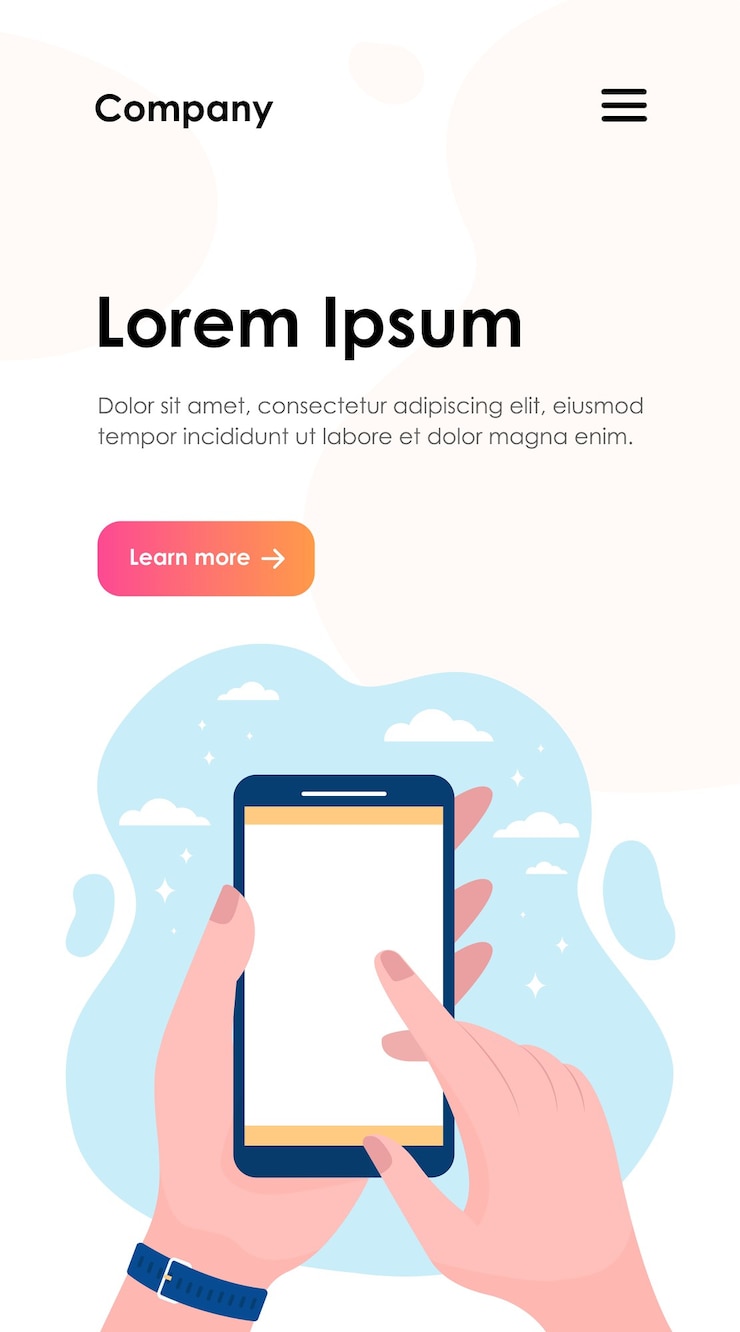 Company
Lorem Ipsum
Dolor sit amet, consectetur adipiscing elit, eiusmod
tempor incididunt ut labore et dolor magna enim.
Learn more